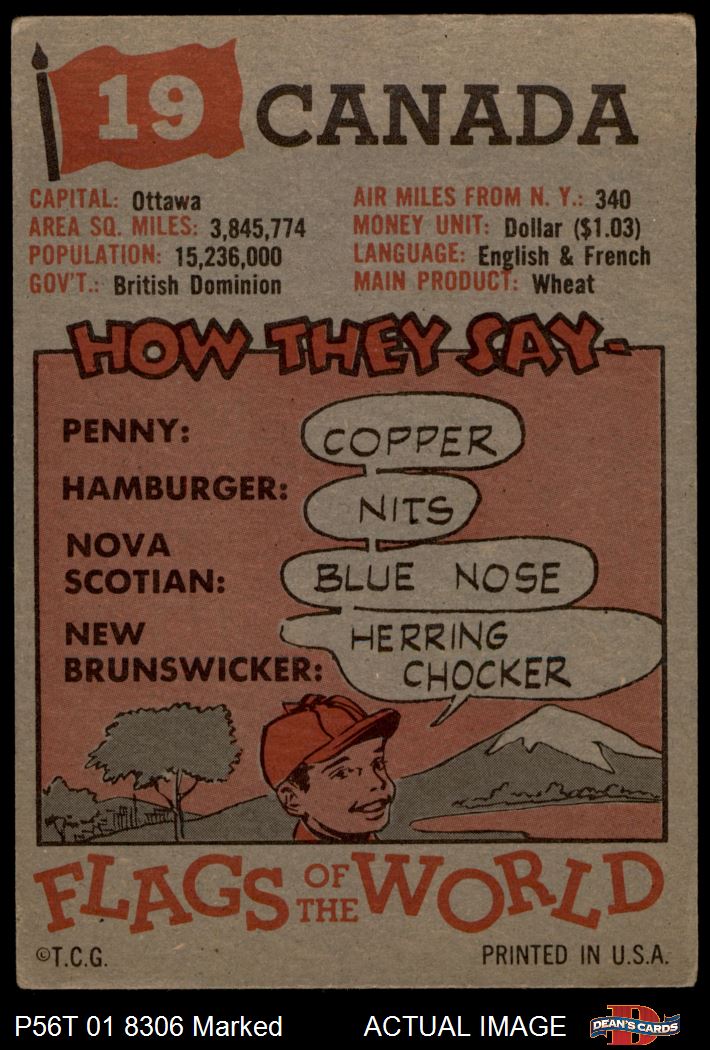 19 CANADA
CAPITAL: Ottawa
AREA SQ. MILES: 3,845,774
POPULATION: 15,236,000
GOV'T.: British Dominion
AIR MILES FROM N. Y.: 340
MONEY UNIT: Dollar ($1.03)
LANGUAGE: English & French
MAIN PRODUCT: Wheat
HOW THEY SAY-
PENNY: COPPER
HAMBURGER: NITS
NOVA
SCOTIAN: BLUE NOSE
NEW HERRING
BRUNSWICKER: CHOCKER
FLAGS OF THE WORLD
©T.C.G. PRINTED IN U.S.A.
P56T 01 8306 Marked ACTUAL IMAGE D DEAN'S CARDS